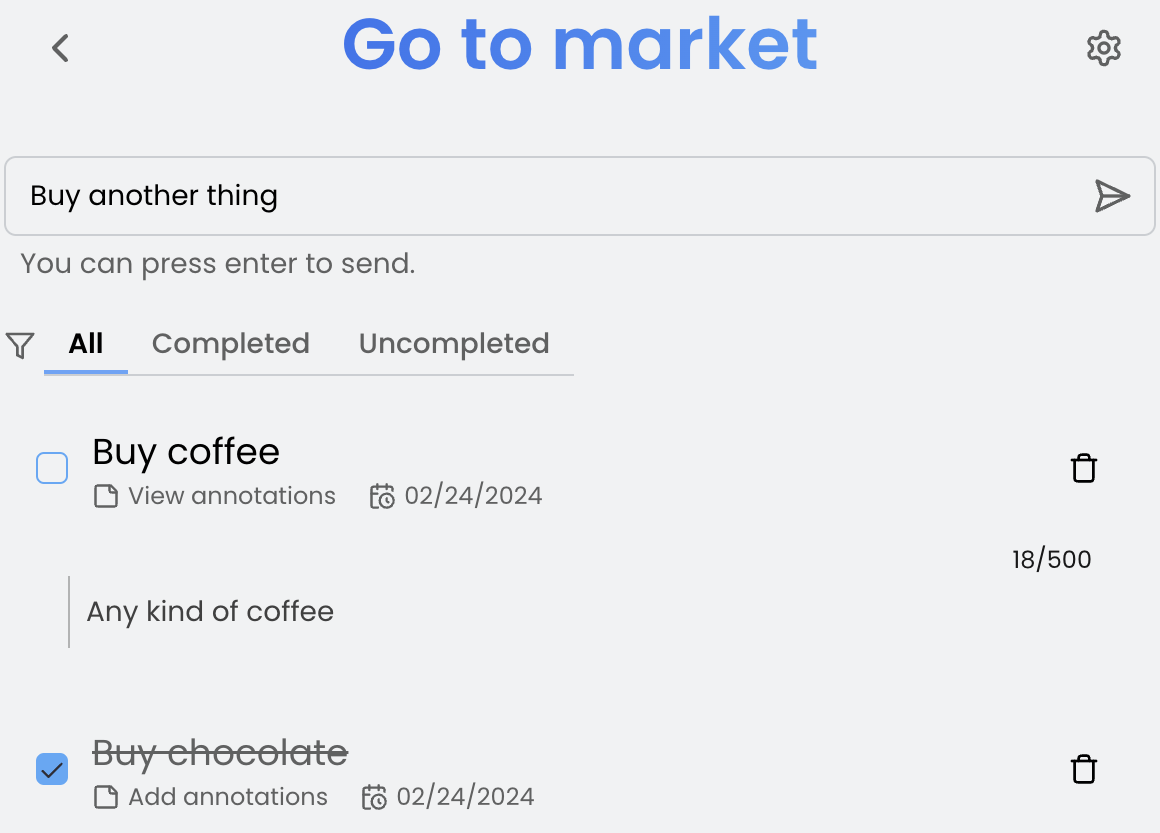 Go to market
Buy another thing
You can press enter to send.
All Completed Uncompleted
Buy coffee
View annotations 02/24/2024
18/500
Any kind of coffee
Buy chocolate
Add annotations 02/24/2024